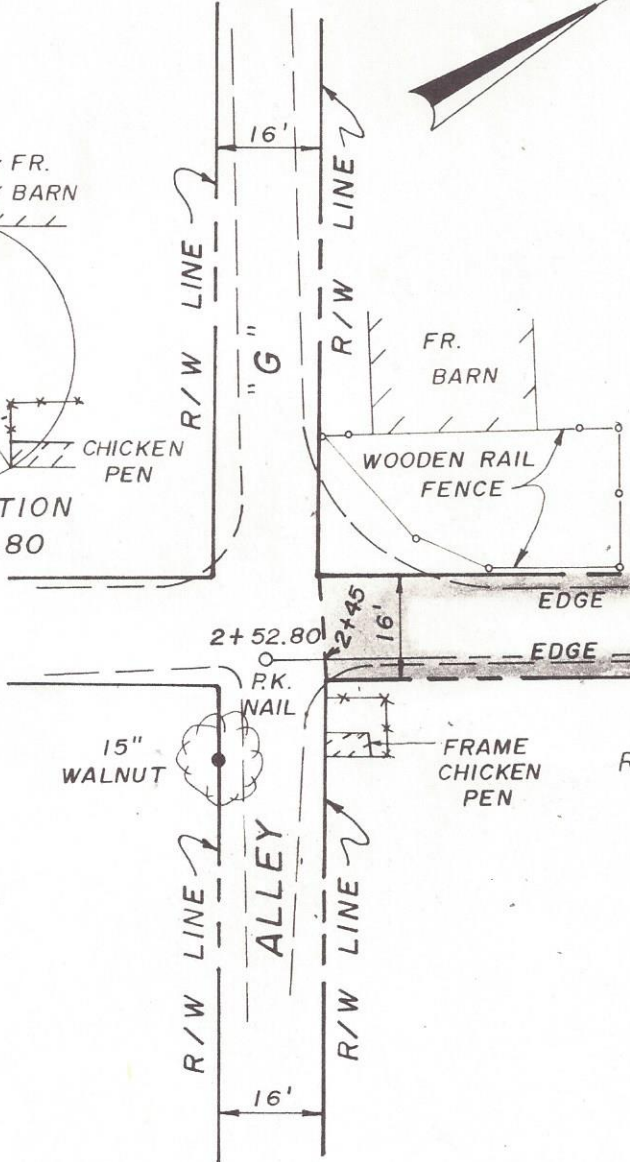 16'
FR.
BARN
R/W LINE
R/W LINE
"G"
FR.
BARN
CHICKEN
PEN
WOODEN RAIL
FENCE
TION
80
EDGE
2+45
16'
2+52.80
EDGE
P.K.
NAIL
15"
WALNUT
FRAME
CHICKEN
PEN
R
ALLEY
R/W LINE
R/W LINE
16'